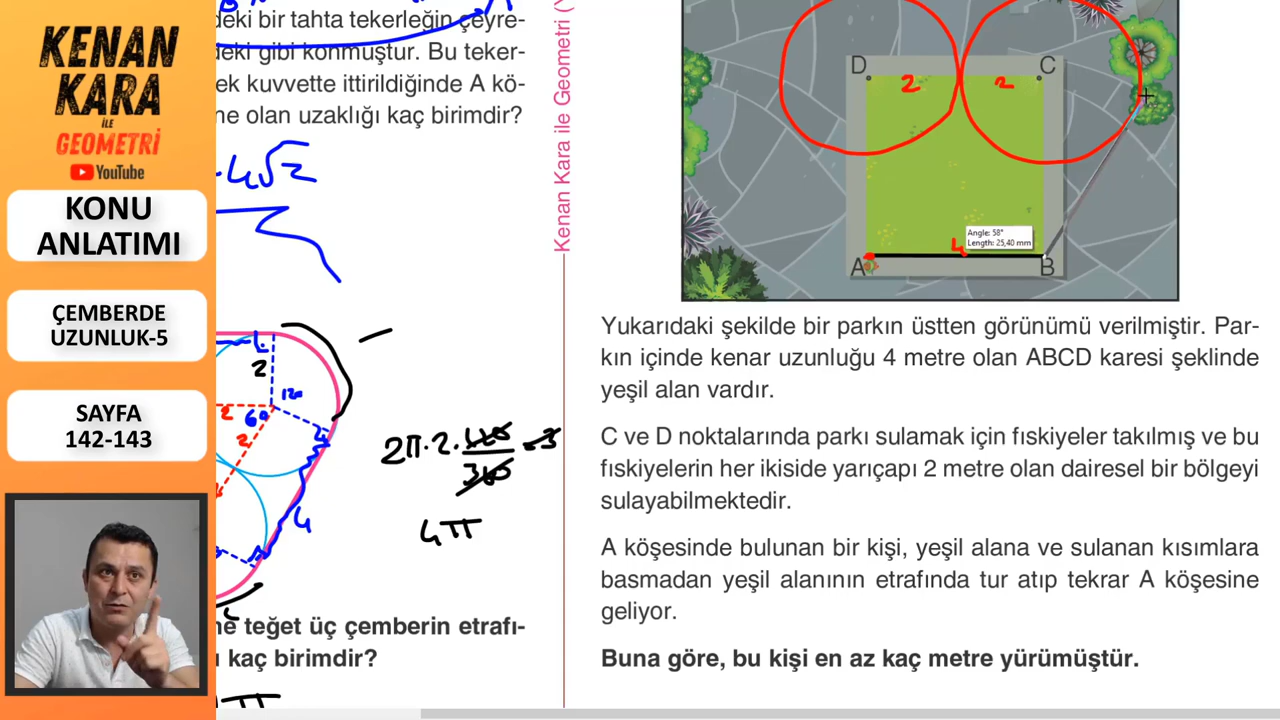 KENAN
KARA
İLE
GEOMETRİ
YouTube
KONU
ANLATIMI
ÇEMBERDE
UZUNLUK-5
SAYFA
142-143
deki bir tahta tekerleğin çeyre-
deki gibi konmuştur. Bu teker-
ek kuvvette ittirildiğinde A kö-
ne olan uzaklığı kaç birimdir?
4√2
2
2
60
2
4
2π.2.
4π
ne teğet üç çemberin etrafı-
kaç birimdir?
Kenan Kara ile Geometri
D
C
2
2
Angle: 58°
Length: 25,40 mm
4
A
B
Yukarıdaki şekilde bir parkın üstten görünümü verilmiştir. Par-
kın içinde kenar uzunluğu 4 metre olan ABCD karesi şeklinde
yeşil alan vardır.
C ve D noktalarında parkı sulamak için fıskiyeler takılmış ve bu
fıskiyelerin her ikiside yarıçapı 2 metre olan dairesel bir bölgeyi
sulayabilmektedir.
A köşesinde bulunan bir kişi, yeşil alana ve sulanan kısımlara
basmadan yeşil alanının etrafında tur atıp tekrar A köşesine
geliyor.
Buna göre, bu kişi en az kaç metre yürümüştür.